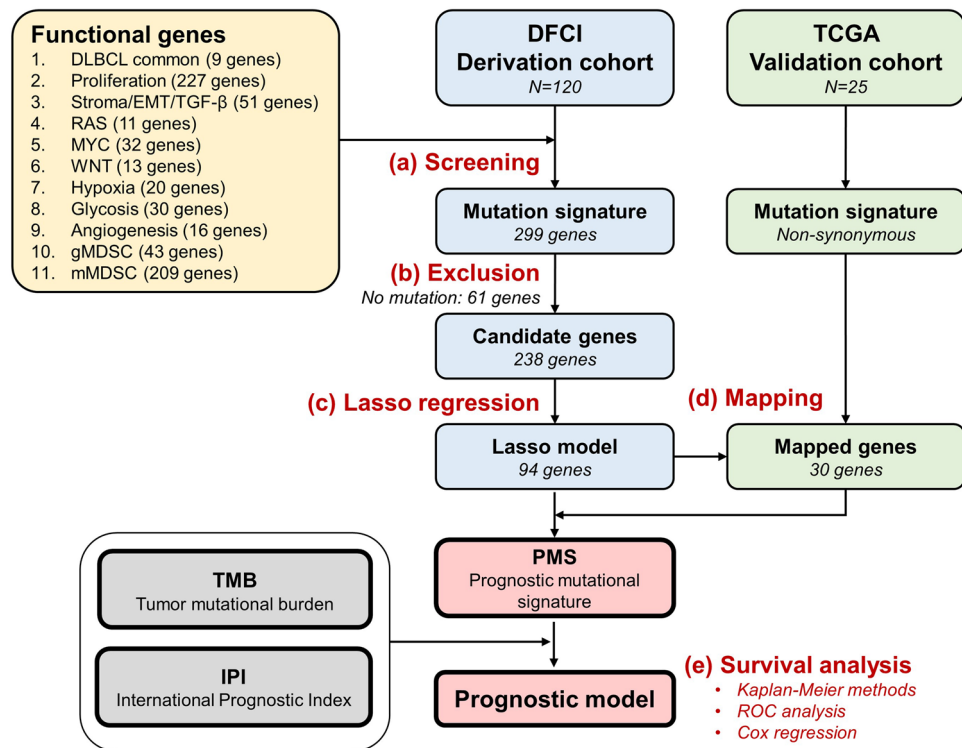 Functional genes
1. DLBCL common (9 genes)
2. Proliferation (227 genes)
3. Stroma/EMT/TGF-β (51 genes)
4. RAS (11 genes)
5. MYC (32 genes)
6. WNT (13 genes)
7. Hypoxia (20 genes)
8. Glycosis (30 genes)
9. Angiogenesis (16 genes)
10. gMDSC (43 genes)
11. mMDSC (209 genes)
DFCI
Derivation cohort
N=120
TCGA
Validation cohort
N=25
(a) Screening
Mutation signature
299 genes
Mutation signature
Non-synonymous
(b) Exclusion
No mutation: 61 genes
Candidate genes
238 genes
(c) Lasso regression
(d) Mapping
Lasso model
94 genes
Mapped genes
30 genes
PMS
Prognostic mutational
signature
TMB
Tumor mutational burden
IPI
International Prognostic Index
Prognostic model
(e) Survival analysis
• Kaplan-Meier methods
• ROC analysis
• Cox regression